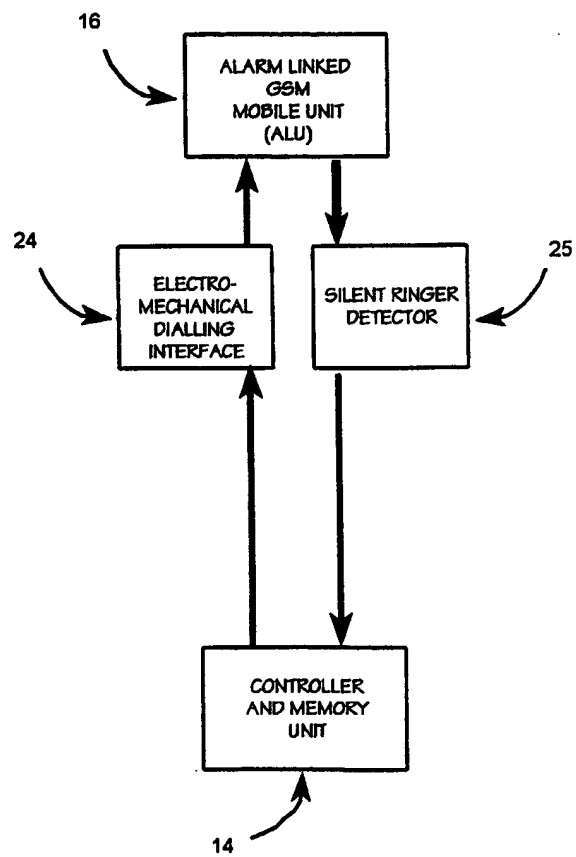 16
ALARM LINKED
GSM
MOBILE UNIT
(ALU)
24
ELECTRO-
MECHANICAL
DIALLING
INTERFACE
SILENT RINGER
DETECTOR
25
CONTROLLER
AND MEMORY
UNIT
14